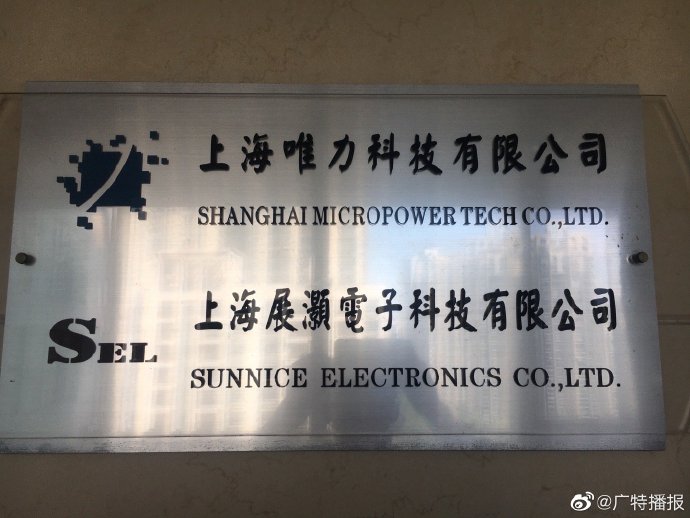 上海唯力科技有限公司
SHANGHAI MICROPOWER TECH CO.,LTD.
上海展灝電子科技有限公司
SEL
SUNNICE ELECTRONICS CO.,LTD.
@广特播报